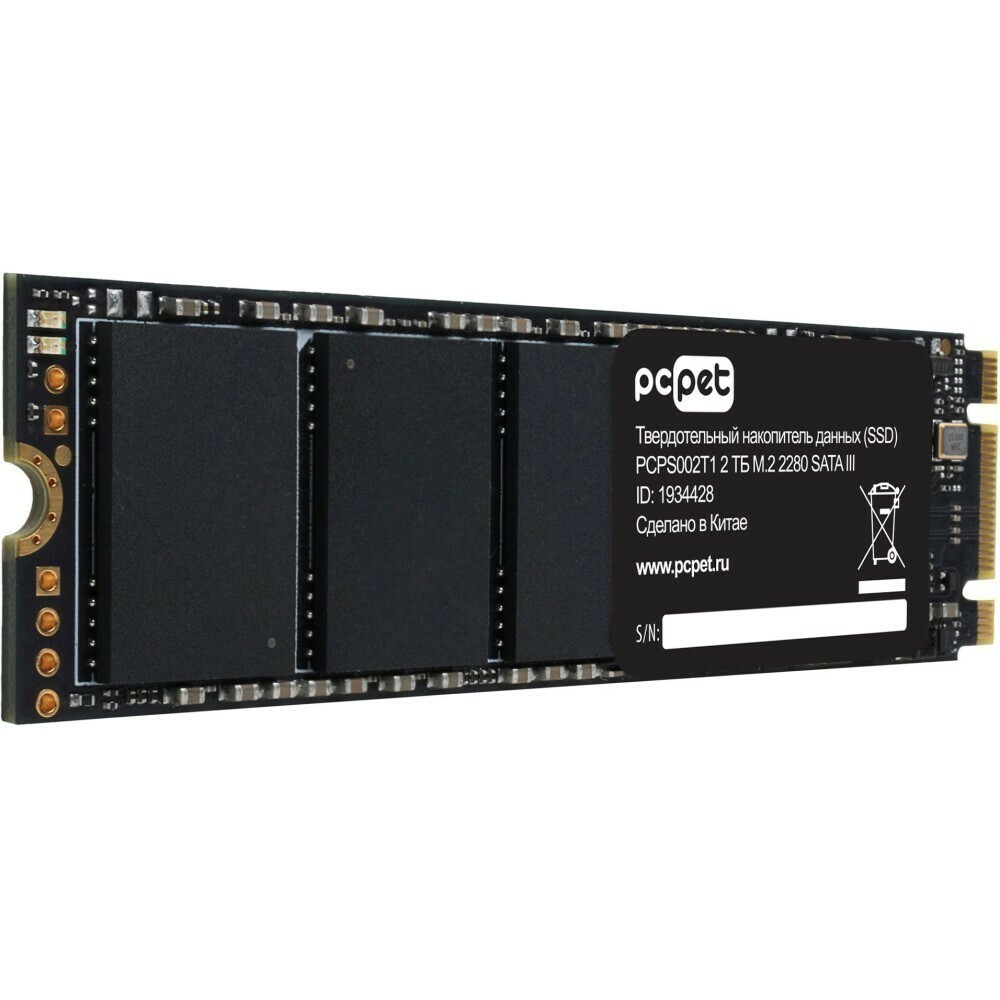 pcpet
Твердотельный накопитель данных (SSD)
PCPS002T1 2 ТБ M.2 2280 SATA III
ID: 1934428
Сделано в Китае
www.pcpet.ru
S/N: